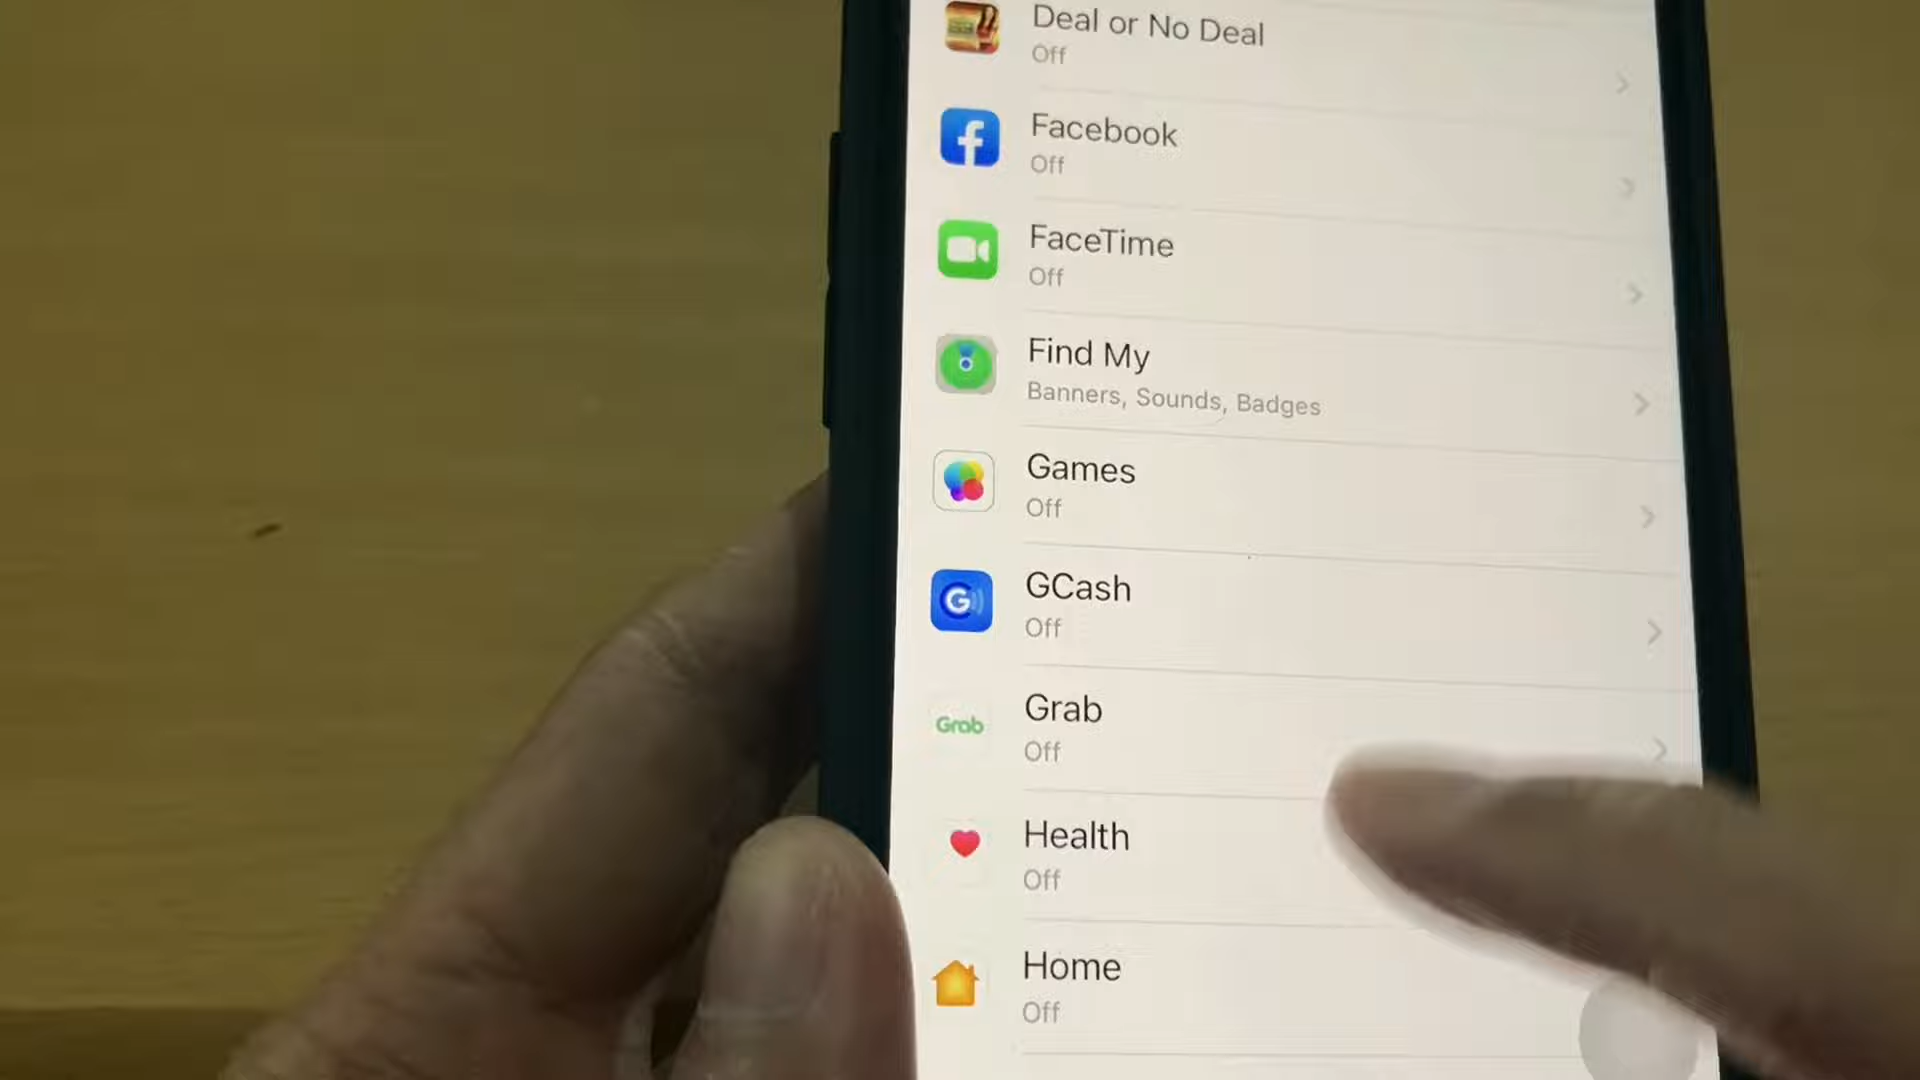 Deal or No Deal
Off
Facebook
Off
FaceTime
Off
Find My
Banners, Sounds, Badges
Games
Off
GCash
Off
Grab
Grab
Off
Health
Off
Home
Off